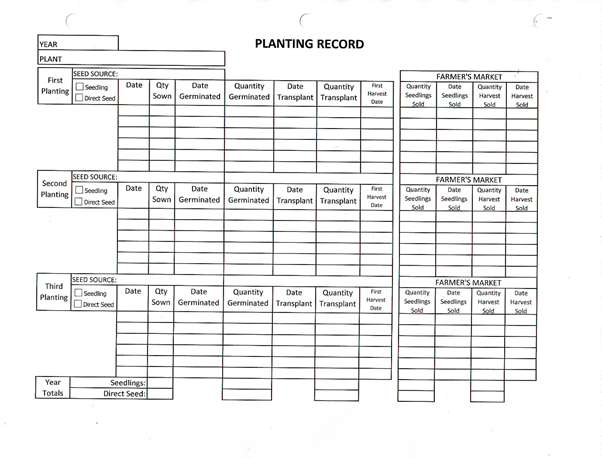 PLANTING RECORD
YEAR
PLANT
First Planting
SEED SOURCE:
Seedling
Direct Seed
Date
Qty Sown
Date Germinated
Quantity Germinated
Date Transplant
Quantity Transplant
First Harvest Date
FARMER'S MARKET
Quantity Seedlings Sold
Date Seedlings Sold
Quantity Harvest Sold
Date Harvest Sold
Second Planting
SEED SOURCE:
Seedling
Direct Seed
Date
Qty Sown
Date Germinated
Quantity Germinated
Date Transplant
Quantity Transplant
First Harvest Date
FARMER'S MARKET
Quantity Seedlings Sold
Date Seedlings Sold
Quantity Harvest Sold
Date Harvest Sold
Third Planting
SEED SOURCE:
Seedling
Direct Seed
Date
Qty Sown
Date Germinated
Quantity Germinated
Date Transplant
Quantity Transplant
First Harvest Date
FARMER'S MARKET
Quantity Seedlings Sold
Date Seedlings Sold
Quantity Harvest Sold
Date Harvest Sold
Year Totals
Seedlings:
Direct Seed: